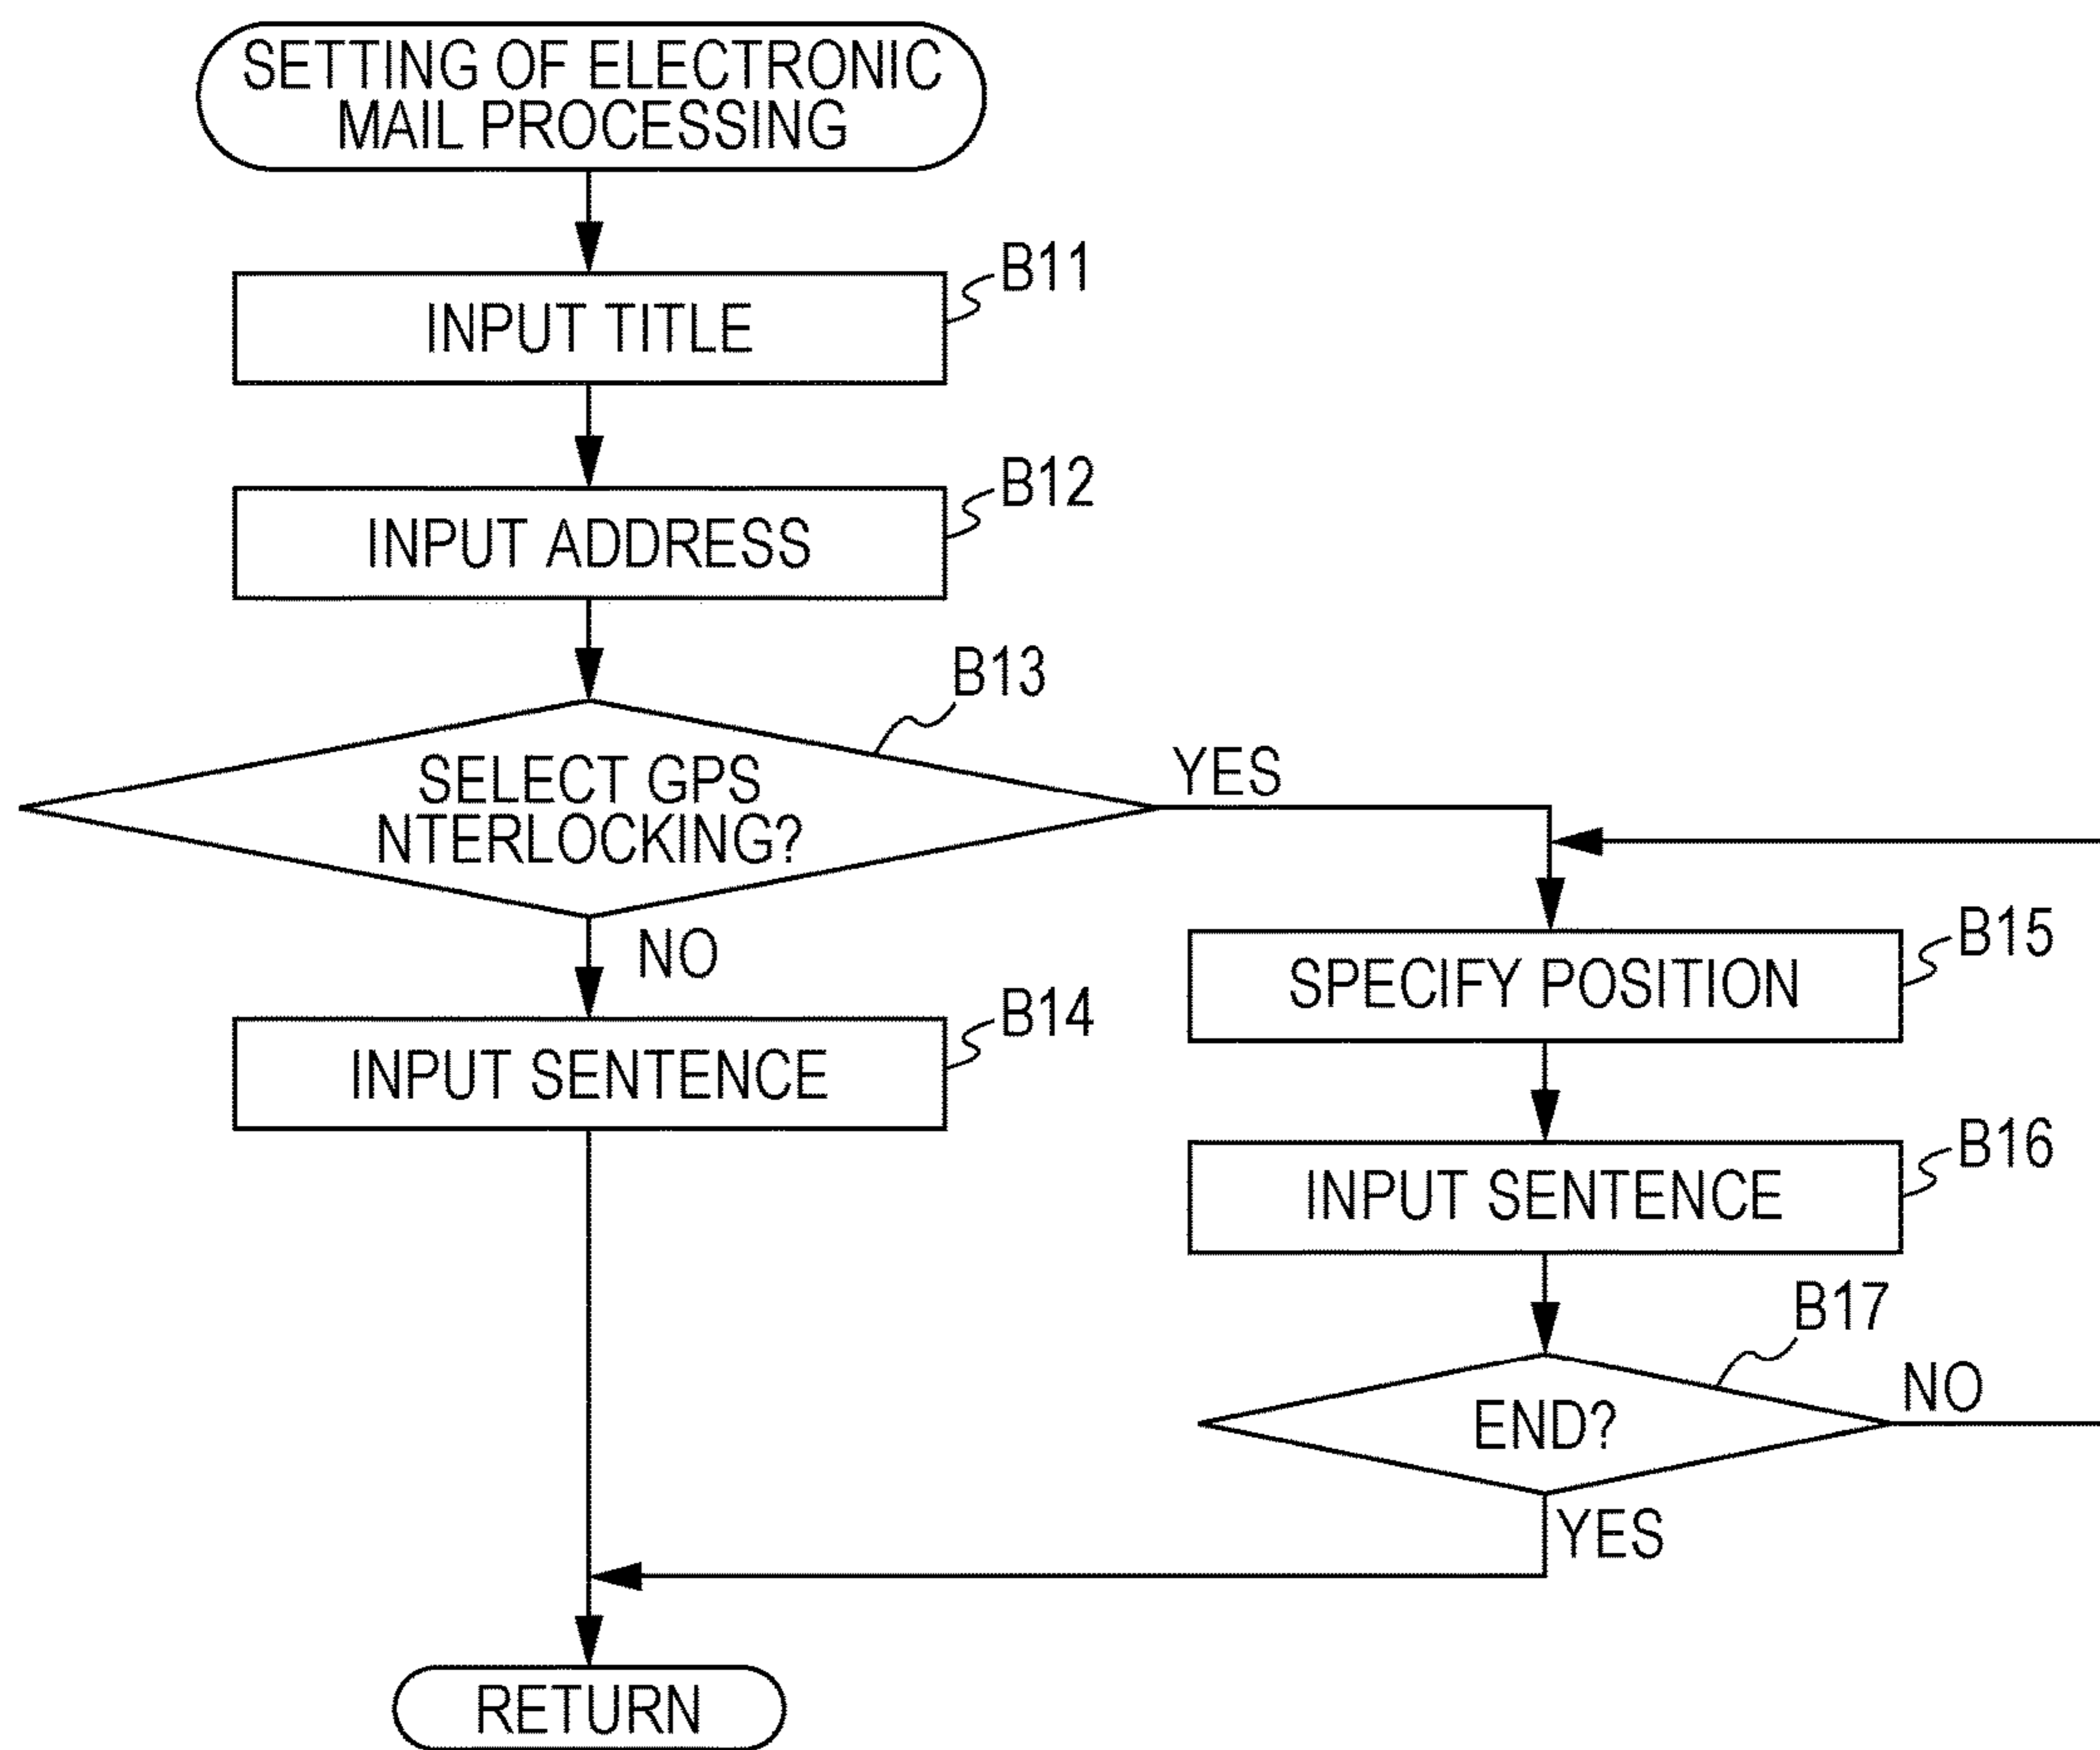 SETTING OF ELECTRONIC
MAIL PROCESSING
B11
INPUT TITLE
B12
INPUT ADDRESS
B13
SELECT GPS
NTERLOCKING?
YES
NO
B14
INPUT SENTENCE
B15
SPECIFY POSITION
B16
INPUT SENTENCE
B17
END?
NO
YES
RETURN